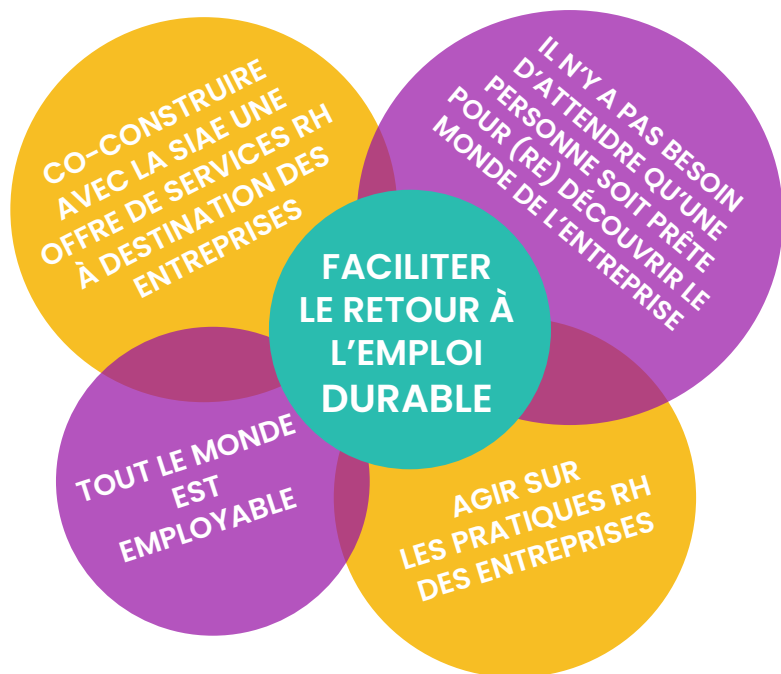 CO-CONSTRUIRE
AVEC LA SIAE UNE
OFFRE DE SERVICES RH
À DESTINATION DES
ENTREPRISES
IL N'Y A PAS BESOIN
D'ATTENDRE QU'UNE
PERSONNE SOIT PRÊTE
POUR (RE) DÉCOUVRIR LE
MONDE DE L'ENTREPRISE
FACILITER
LE RETOUR À
L'EMPLOI
DURABLE
TOUT LE MONDE
EST
EMPLOYABLE
AGIR SUR
LES PRATIQUES RH
DES ENTREPRISES